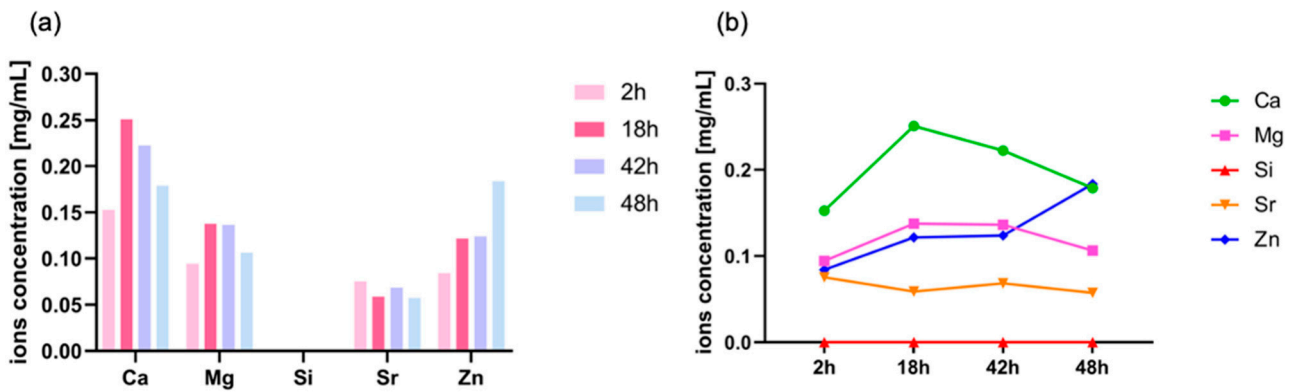 (a)
ions concentration [mg/mL]
0.30
0.25
0.20
0.15
0.10
0.05
0.00
Ca Mg Si Sr Zn
2h
18h
42h
48h
(b)
ions concentration [mg/mL]
0.3
0.2
0.1
0.0
2h 18h 42h 48h
Ca
Mg
Si
Sr
Zn